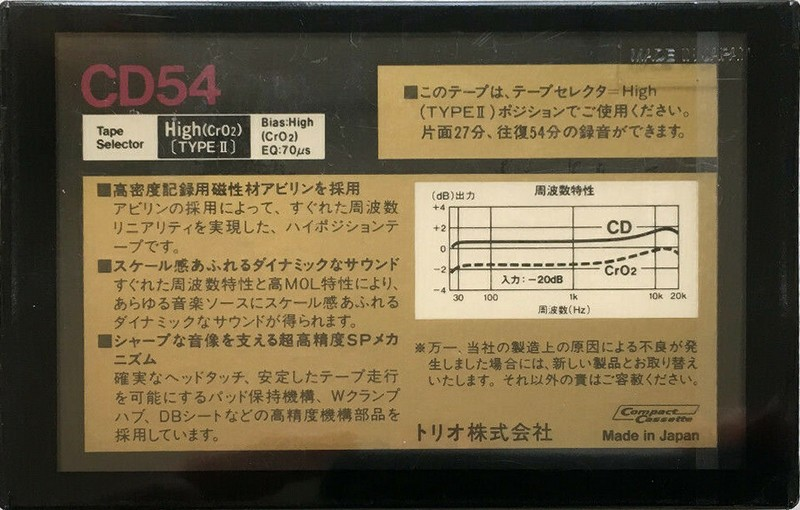 MADE IN JAPAN
CD54
Tape
Selector
High(CrO2)
〔TYPEⅡ〕
Bias:High
(CrO2)
EQ:70μs
■このテープは、テープセレクタ=High
(TYPEⅡ)ポジションでご使用ください。
片面27分、往復54分の録音ができます。
■高密度記録用磁性材アビリンを採用
アビリンの採用によって、すぐれた周波数
リニアリティを実現した、ハイポジションテ
ープです。
■スケール感あふれるダイナミックなサウンド
すぐれた周波数特性と高MOL特性により、
あらゆる音楽ソースにスケール感あふれる
ダイナミックなサウンドが得られます。
■シャープな音像を支える超高精度SPメカ
ニズム
確実なヘッドタッチ、安定したテープ走行
を可能にするパッド保持機構、Wクランプ
ハブ、DBシートなどの高精度機構部品を
採用しています。
(dB)出力
周波数特性
+4
+2
0
−2
−4
CD
CrO2
入力:−20dB
30 100 1k 10k 20k
周波数(Hz)
※万一、当社の製造上の原因による不良が発
生しました場合には、新しい製品とお取り替え
いたします。それ以外の責はご容赦ください。
Compact
Cassette
トリオ株式会社
Made in Japan